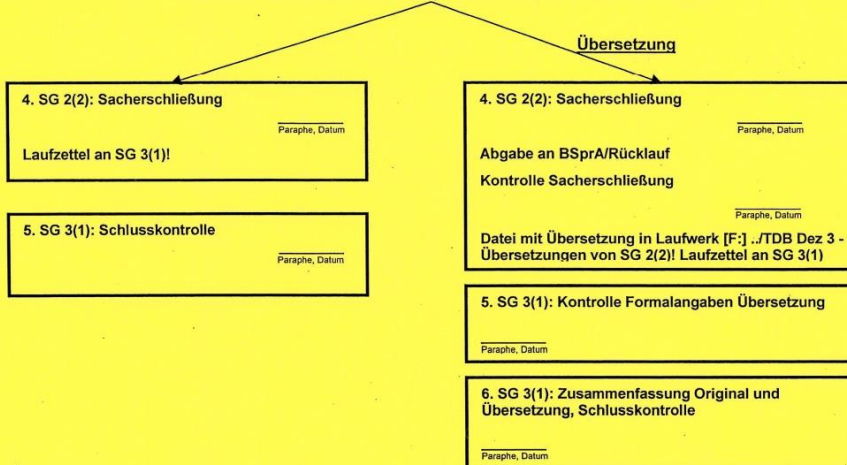 Übersetzung
4. SG 2(2): Sacherschließung
Paraphe, Datum
Laufzettel an SG 3(1)!
5. SG 3(1): Schlusskontrolle
Paraphe, Datum
4. SG 2(2): Sacherschließung
Paraphe, Datum
Abgabe an BSprA/Rücklauf
Kontrolle Sacherschließung
Paraphe, Datum
Datei mit Übersetzung in Laufwerk [F:] ../TDB Dez 3 -
Übersetzungen von SG 2(2)! Laufzettel an SG 3(1)
5. SG 3(1): Kontrolle Formalangaben Übersetzung
Paraphe, Datum
6. SG 3(1): Zusammenfassung Original und
Übersetzung, Schlusskontrolle
Paraphe, Datum